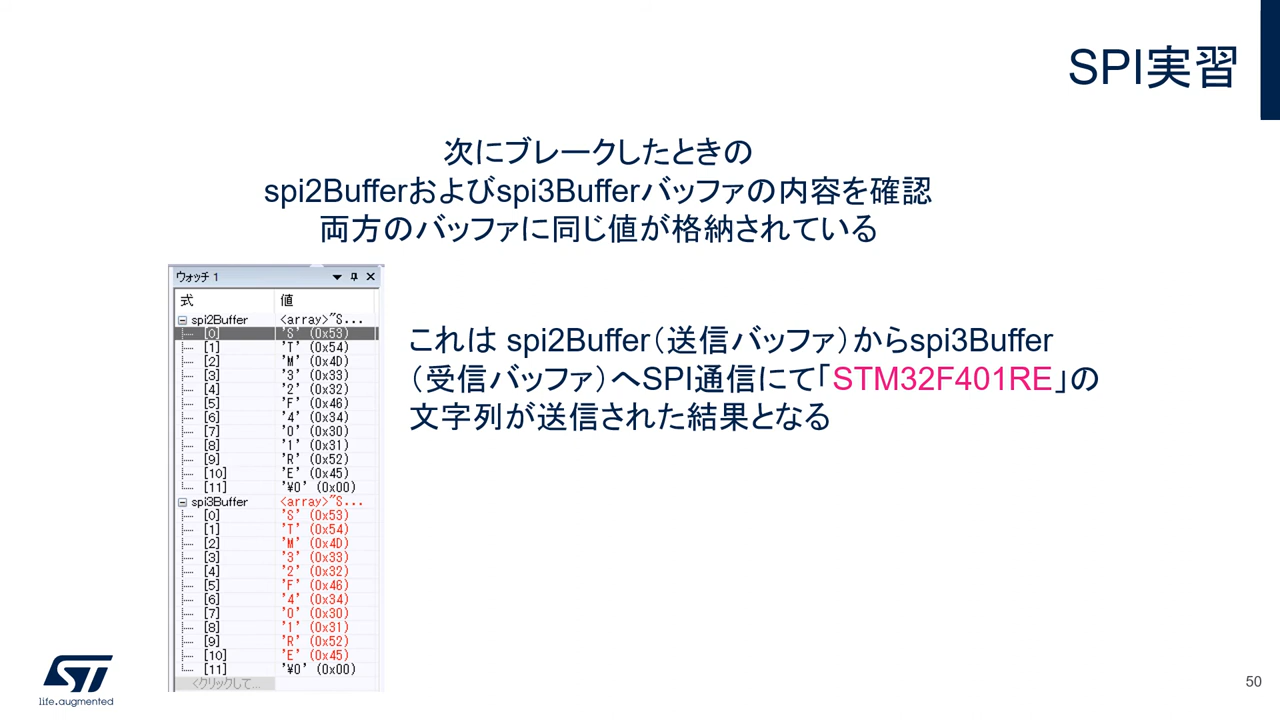 SPI実習
次にブレークしたときの
spi2Bufferおよびspi3Bufferバッファの内容を確認
両方のバッファに同じ値が格納されている
ウォッチ 1
式 値
spi2Buffer <array>"S...
[0] 'S' (0x53)
[1] 'T' (0x54)
[2] 'M' (0x4D)
[3] '3' (0x33)
[4] '2' (0x32)
[5] 'F' (0x46)
[6] '4' (0x34)
[7] '0' (0x30)
[8] '1' (0x31)
[9] 'R' (0x52)
[10] 'E' (0x45)
[11] '¥0' (0x00)
spi3Buffer <array>"S...
[0] 'S' (0x53)
[1] 'T' (0x54)
[2] 'M' (0x4D)
[3] '3' (0x33)
[4] '2' (0x32)
[5] 'F' (0x46)
[6] '4' (0x34)
[7] '0' (0x30)
[8] '1' (0x31)
[9] 'R' (0x52)
[10] 'E' (0x45)
[11] '¥0' (0x00)
<クリックして...
これは spi2Buffer（送信バッファ）からspi3Buffer
（受信バッファ）へSPI通信にて「STM32F401RE」の
文字列が送信された結果となる
ST
life.augmented
50